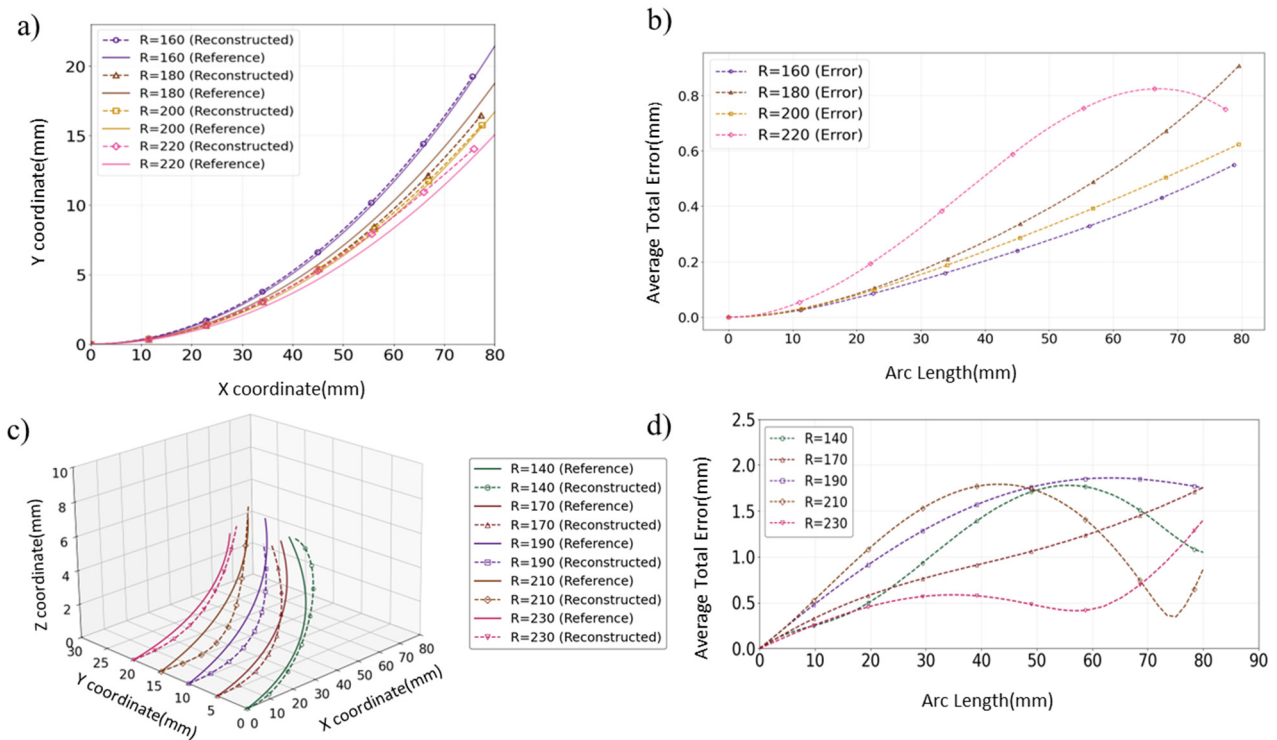 a)
R=160 (Reconstructed)
R=160 (Reference)
R=180 (Reconstructed)
R=180 (Reference)
R=200 (Reconstructed)
R=200 (Reference)
R=220 (Reconstructed)
R=220 (Reference)
Y coordinate(mm)
20
15
10
5
0
0 10 20 30 40 50 60 70 80
X coordinate(mm)
b)
R=160 (Error)
R=180 (Error)
R=200 (Error)
R=220 (Error)
Average Total Error(mm)
0.8
0.6
0.4
0.2
0.0
0 10 20 30 40 50 60 70 80
Arc Length(mm)
c)
Z coordinate(mm)
10
8
6
4
2
0
30
25
20
15
10
5
0
Y coordinate(mm)
0 10 20 30 40 50 60 70 80
X coordinate(mm)
R=140 (Reference)
R=140 (Reconstructed)
R=170 (Reference)
R=170 (Reconstructed)
R=190 (Reference)
R=190 (Reconstructed)
R=210 (Reference)
R=210 (Reconstructed)
R=230 (Reference)
R=230 (Reconstructed)
d)
R=140
R=170
R=190
R=210
R=230
Average Total Error(mm)
2.5
2.0
1.5
1.0
0.5
0.0
0 10 20 30 40 50 60 70 80 90
Arc Length(mm)